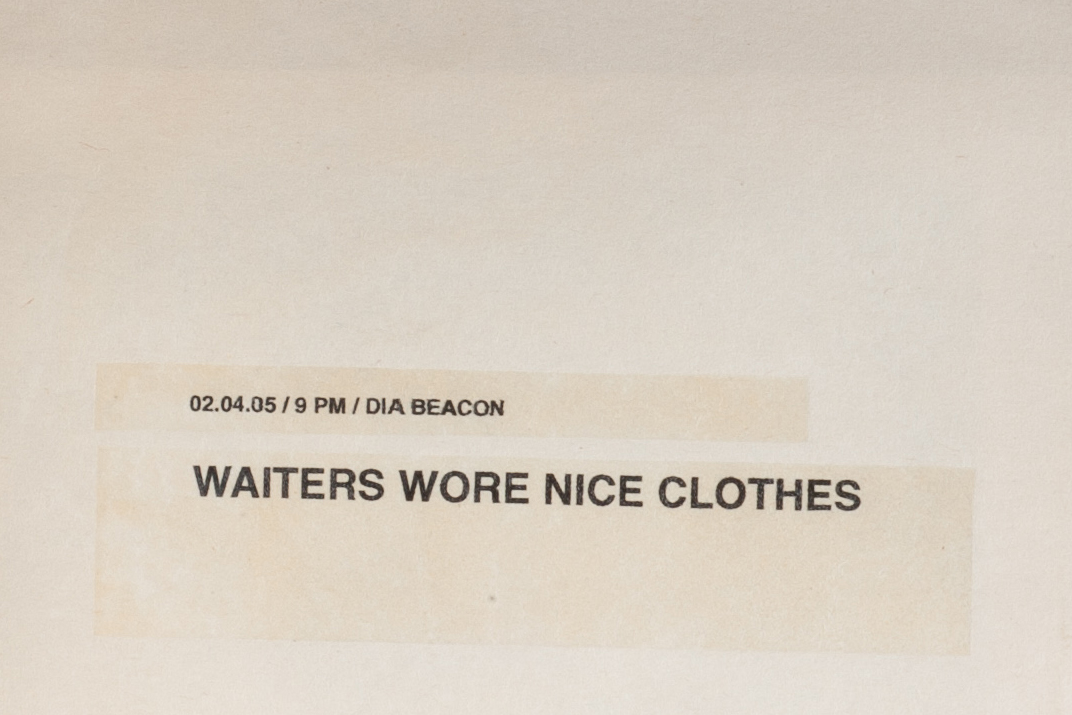 02.04.05 / 9 PM / DIA BEACON
WAITERS WORE NICE CLOTHES